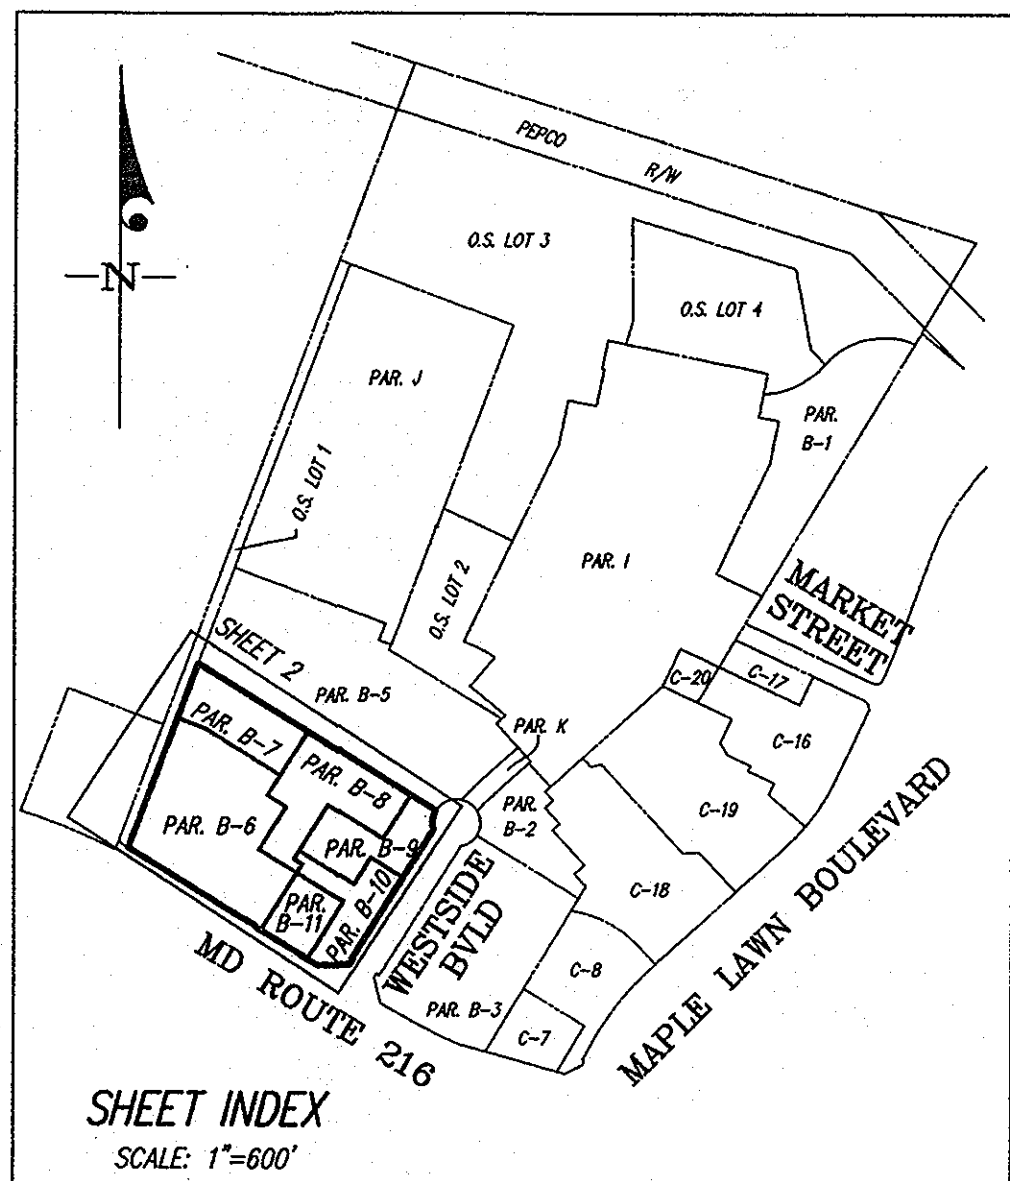 PEPCO R/W
O.S. LOT 3
N
O.S. LOT 4
PAR. J
PAR.
B-1
O.S. LOT 1
PAR. I
O.S. LOT 2
MARKET
STREET
SHEET 2
PAR. B-5
C-20
C-17
PAR. K
C-16
PAR. B-7
PAR. B-8
PAR.
B-2
C-19
PAR. B-6
PAR. B-9
C-18
PAR. B-10
PAR.
B-11
WESTSIDE
BVLD
MAPLE LAWN BOULEVARD
MD ROUTE 216
C-8
PAR. B-3
C-7
SHEET INDEX
SCALE: 1"=600'